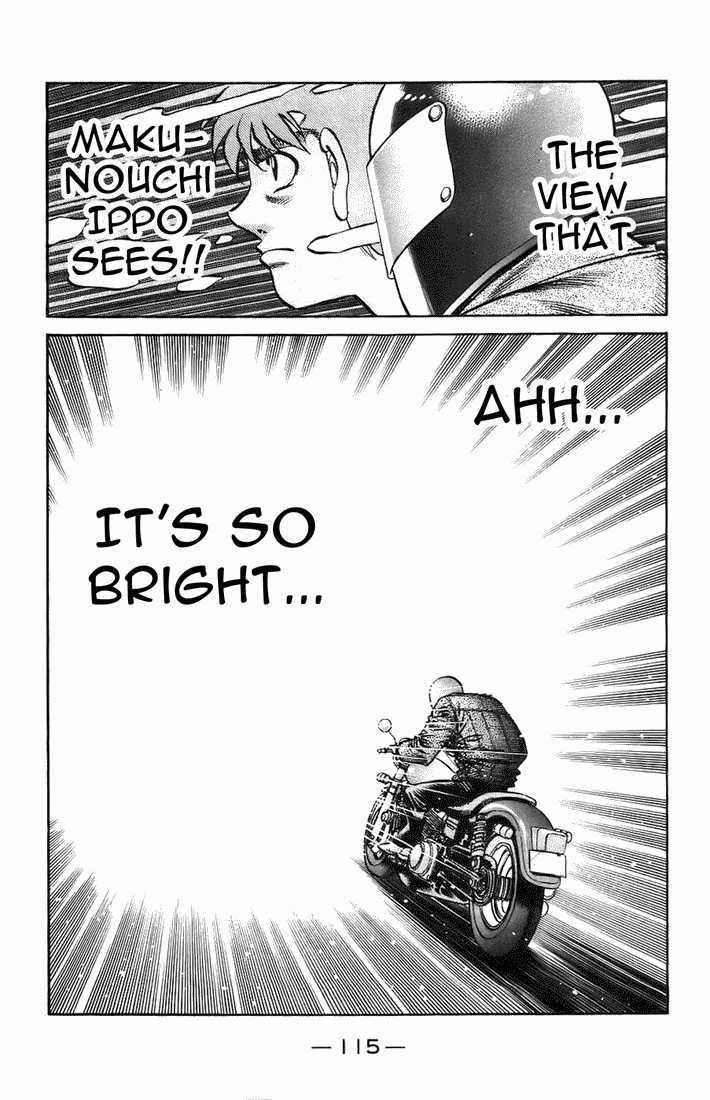 THE
VIEW
THAT
MAKU-
NOUCHI
IPPO
SEES!!
AHH...
IT'S SO
BRIGHT...
—115—